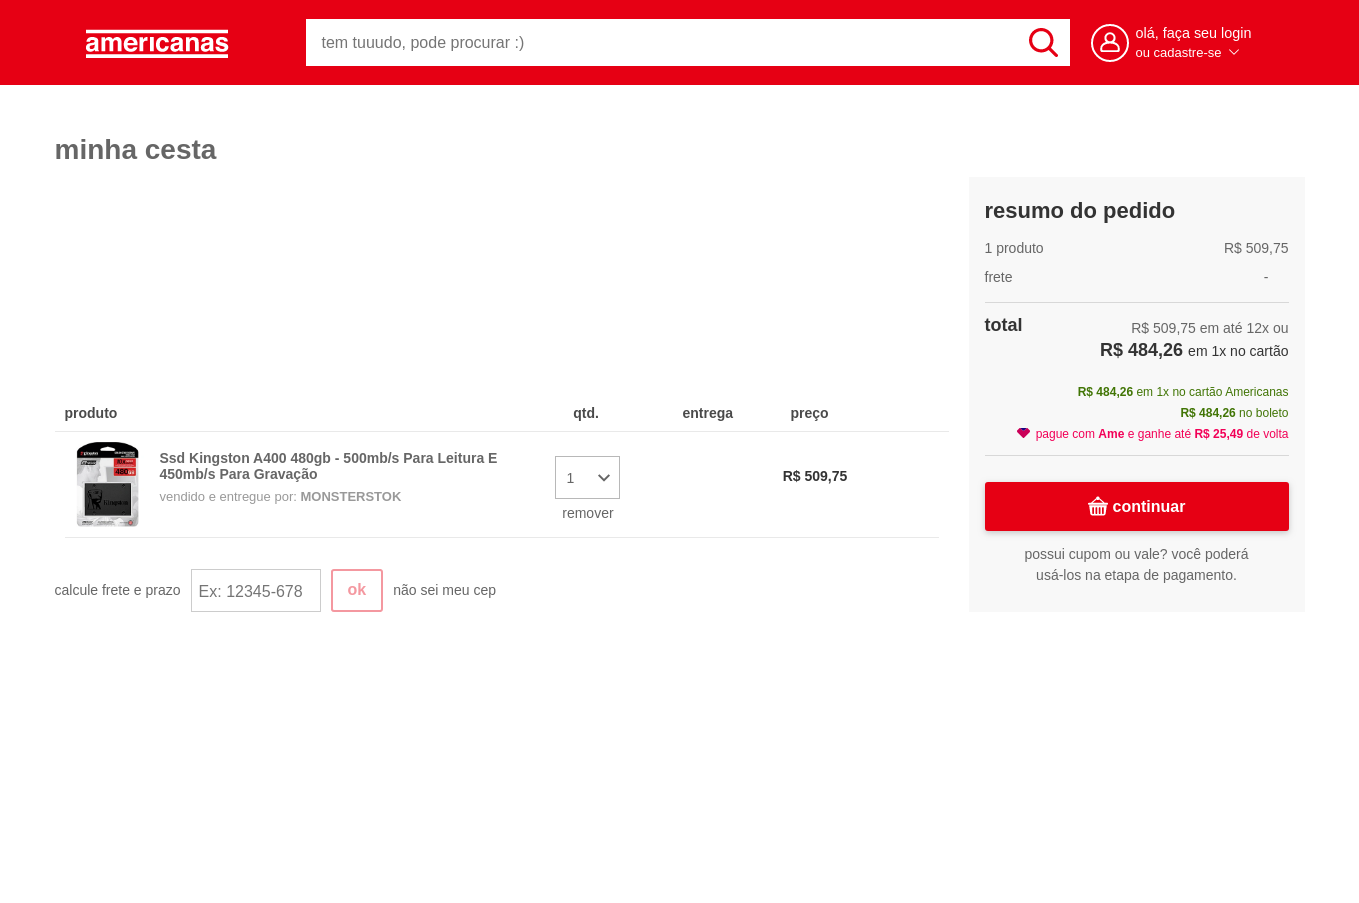 americanas
tem tuuudo, pode procurar :)
olá, faça seu login
ou cadastre-se
minha cesta
produto
qtd.
entrega
preço
Ssd Kingston A400 480gb - 500mb/s Para Leitura E
450mb/s Para Gravação
vendido e entregue por: MONSTERSTOK
1
remover
R$ 509,75
calcule frete e prazo
Ex: 12345-678
ok
não sei meu cep
resumo do pedido
1 produto
R$ 509,75
frete
-
total
R$ 509,75 em até 12x ou
R$ 484,26 em 1x no cartão
R$ 484,26 em 1x no cartão Americanas
R$ 484,26 no boleto
pague com Ame e ganhe até R$ 25,49 de volta
continuar
possui cupom ou vale? você poderá
usá-los na etapa de pagamento.